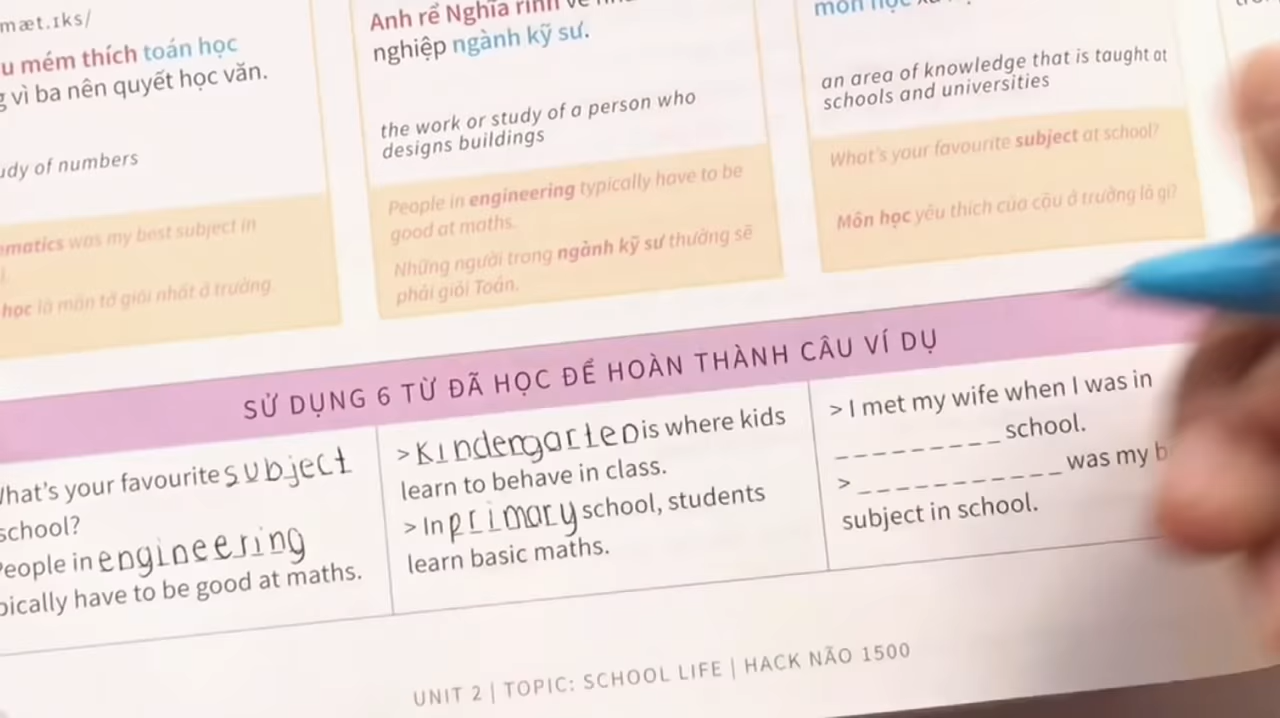 mæt.ɪks/
mém thích toán học
vì ba nên quyết học văn.
of numbers
was my best subject in
học là môn tớ giỏi nhất ở trường
Anh rể Nghĩa rinh về
nghiệp ngành kỹ sư.
the work or study of a person who
designs buildings
People in engineering typically have to be
good at maths.
Những người trong ngành kỹ sư thường sẽ
phải giỏi Toán.
môn học
an area of knowledge that is taught at
schools and universities
What's your favourite subject at school?
Môn học yêu thích của cậu ở trường là gì?
SỬ DỤNG 6 TỪ ĐÃ HỌC ĐỂ HOÀN THÀNH CÂU VÍ DỤ
your favourite subject
school?
People in engineering
have to be good at maths.
> Kindergarten is where kids
learn to behave in class.
> In primary school, students
learn basic maths.
> I met my wife when I was in
_________ school.
> ___________ was my
subject in school.
UNIT 2 | TOPIC: SCHOOL LIFE | HACK NÃO 1500